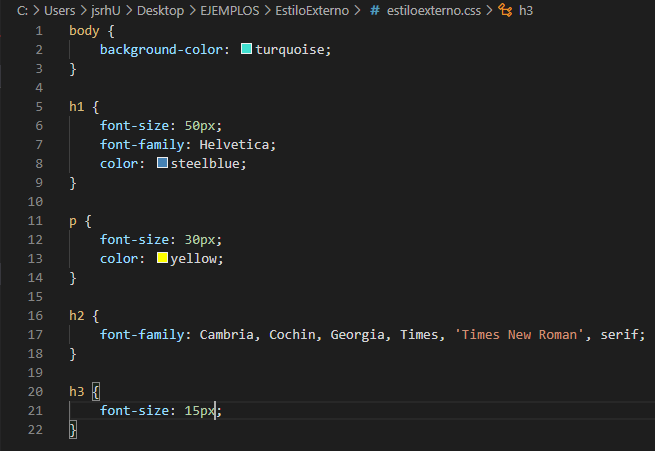 C: > Users > jsrhU > Desktop > EJEMPLOS > EstiloExterno > # estiloexterno.css > h3
1 body {
2 background-color: turquoise;
3 }
4
5 h1 {
6 font-size: 50px;
7 font-family: Helvetica;
8 color: steelblue;
9 }
10
11 p {
12 font-size: 30px;
13 color: yellow;
14 }
15
16 h2 {
17 font-family: Cambria, Cochin, Georgia, Times, 'Times New Roman', serif;
18 }
19
20 h3 {
21 font-size: 15px;
22 }